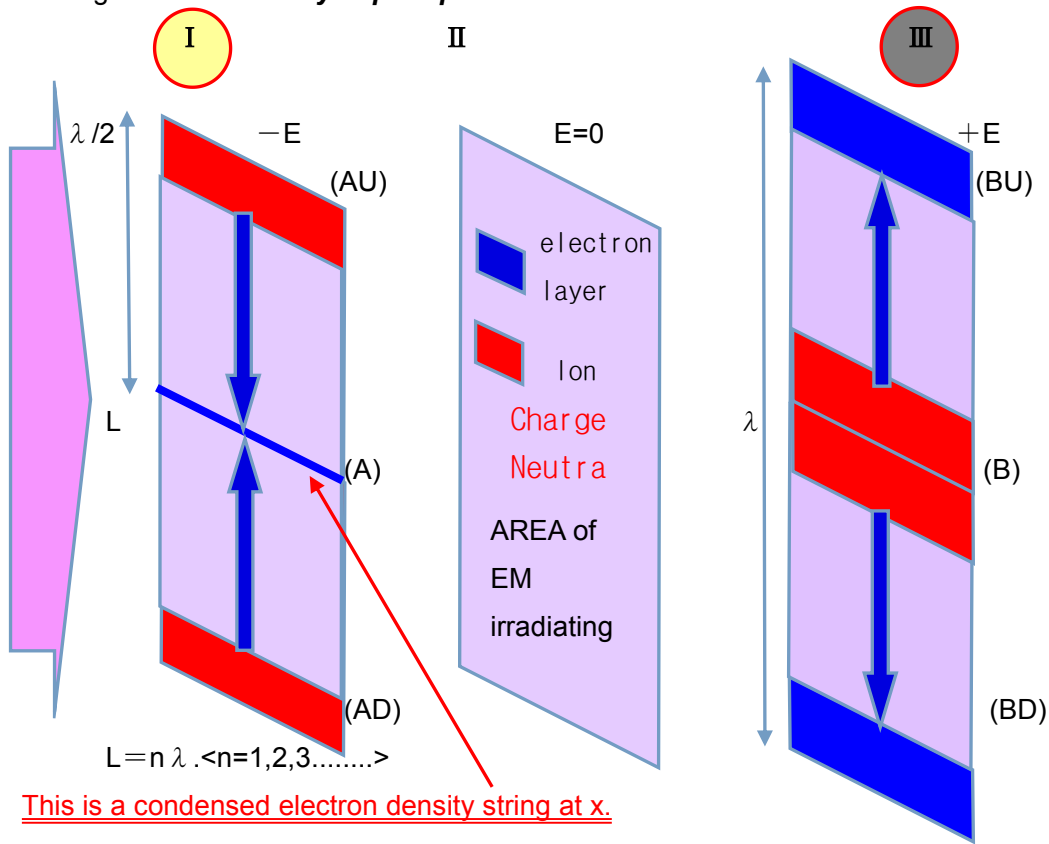 Ⅰ
Ⅱ
Ⅲ
λ/2
－E
E=0
＋E
(AU)
(BU)
electron
layer
Ion
Charge
Neutra
L
λ
(A)
(B)
AREA of
EM
irradiating
(AD)
(BD)
L＝nλ.<n=1,2,3........>
This is a condensed electron density string at x.